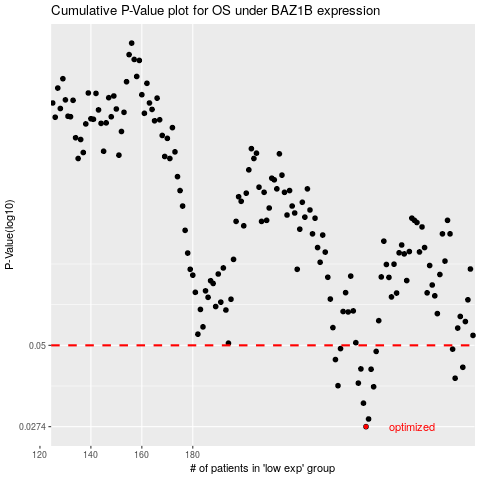 Cumulative P-Value plot for OS under BAZ1B expression
P-Value(log10)
0.05
0.0274
optimized
120 140 160 180
# of patients in 'low exp' group